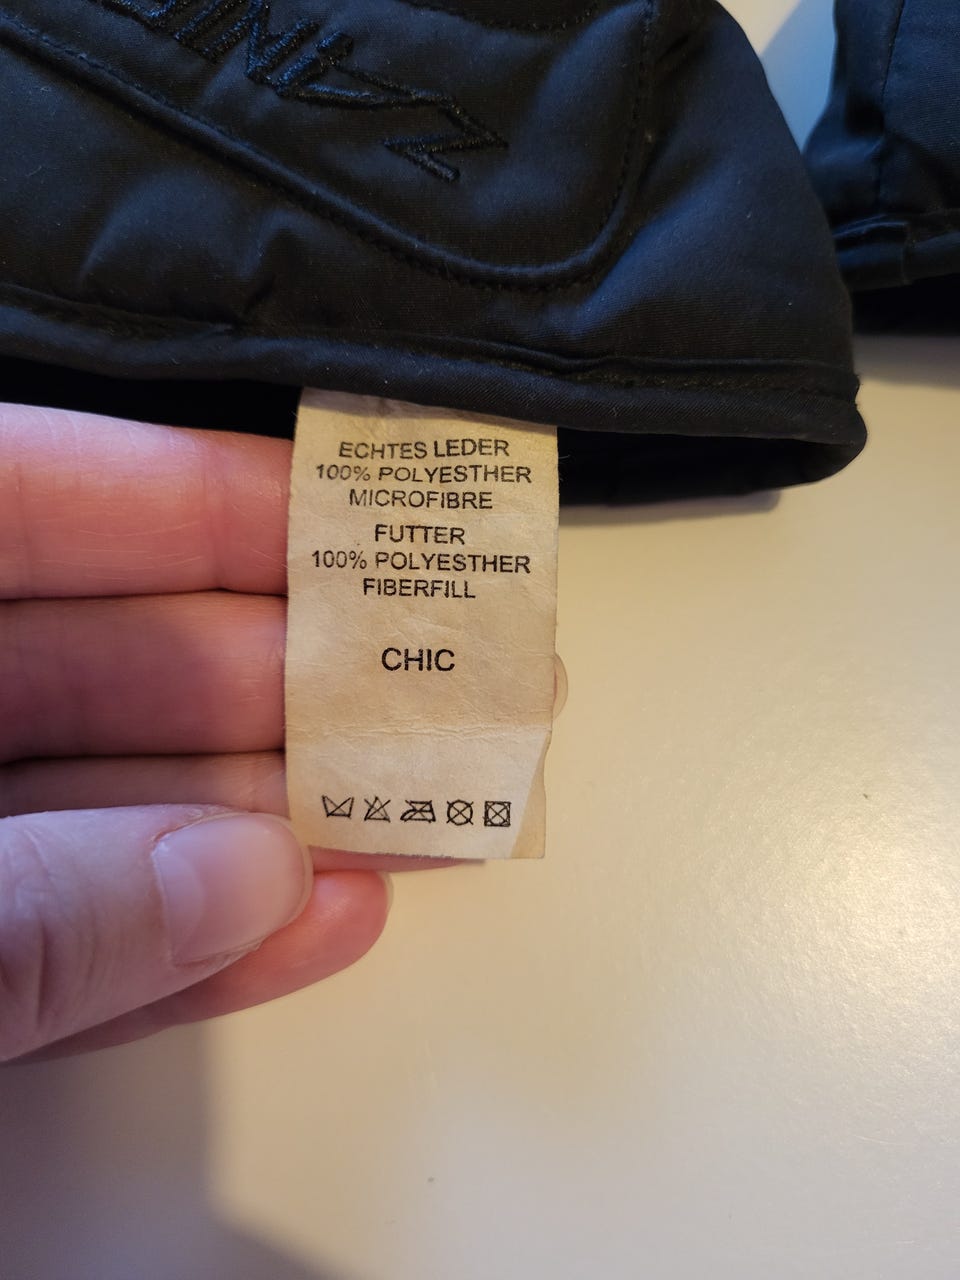 ECHTES LEDER
100% POLYESTHER
MICROFIBRE
FUTTER
100% POLYESTHER
FIBERFILL
CHIC